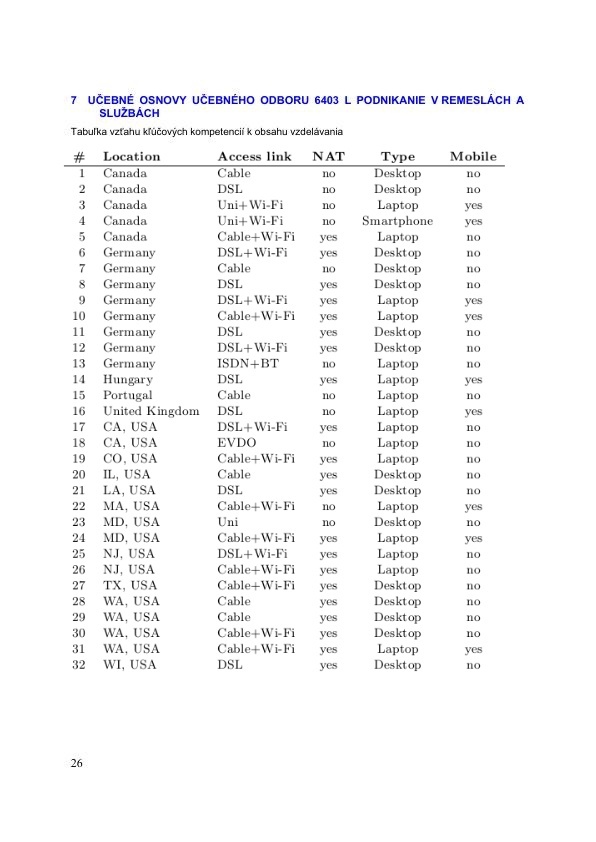 7 UČEBNÉ OSNOVY UČEBNÉHO ODBORU 6403 L PODNIKANIE V REMESLÁCH A
SLUŽBÁCH
Tabuľka vzťahu kľúčových kompetencií k obsahu vzdelávania
# Location Access link NAT Type Mobile
1 Canada Cable no Desktop no
2 Canada DSL no Desktop no
3 Canada Uni+Wi-Fi no Laptop yes
4 Canada Uni+Wi-Fi no Smartphone yes
5 Canada Cable+Wi-Fi yes Laptop no
6 Germany DSL+Wi-Fi yes Desktop no
7 Germany Cable no Desktop no
8 Germany DSL yes Desktop no
9 Germany DSL+Wi-Fi yes Laptop yes
10 Germany Cable+Wi-Fi yes Laptop yes
11 Germany DSL yes Desktop no
12 Germany DSL+Wi-Fi yes Desktop no
13 Germany ISDN+BT no Laptop no
14 Hungary DSL yes Laptop yes
15 Portugal Cable no Laptop no
16 United Kingdom DSL no Laptop yes
17 CA, USA DSL+Wi-Fi yes Laptop no
18 CA, USA EVDO no Laptop no
19 CO, USA Cable+Wi-Fi yes Laptop no
20 IL, USA Cable yes Desktop no
21 LA, USA DSL yes Desktop no
22 MA, USA Cable+Wi-Fi no Laptop yes
23 MD, USA Uni no Desktop no
24 MD, USA Cable+Wi-Fi yes Laptop yes
25 NJ, USA DSL+Wi-Fi yes Laptop no
26 NJ, USA Cable+Wi-Fi yes Laptop no
27 TX, USA Cable+Wi-Fi yes Desktop no
28 WA, USA Cable yes Desktop no
29 WA, USA Cable yes Desktop no
30 WA, USA Cable+Wi-Fi yes Desktop no
31 WA, USA Cable+Wi-Fi yes Laptop yes
32 WI, USA DSL yes Desktop no
26